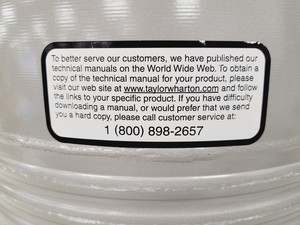 To better serve our customers, we have published our
technical manuals on the World Wide Web. To obtain a
copy of the technical manual for your product, please
visit our web site at www.taylorwharton.com and follow
the links to your specific product. If you have difficulty
downloading a manual, or would prefer that we send
you a hard copy, please call customer service at:
1 (800) 898-2657